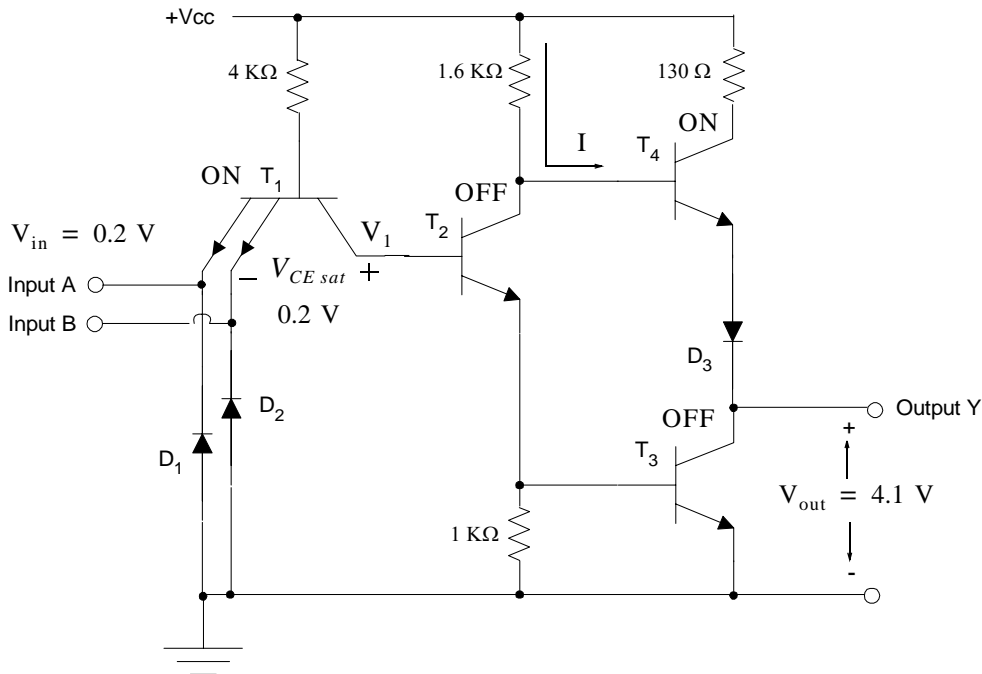 +Vcc
4 KΩ
1.6 KΩ
130 Ω
ON
T4
I
ON
T1
OFF
T2
V1
Vin = 0.2 V
Input A
– VCE sat +
0.2 V
Input B
D3
D2
OFF
Output Y
+
D1
T3
Vout = 4.1 V
1 KΩ
-